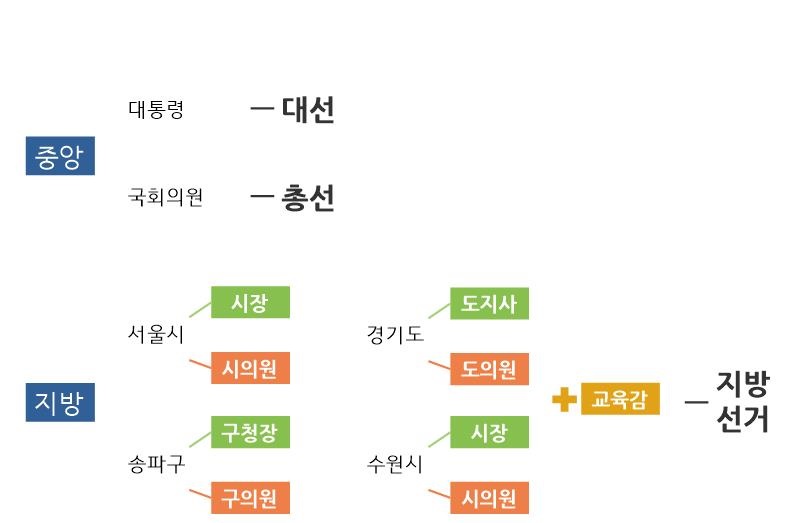 중앙
대통령 — 대선
국회의원 — 총선
지방
서울시
시장
시의원
경기도
도지사
도의원
송파구
구청장
구의원
수원시
시장
시의원
교육감
— 지방
선거